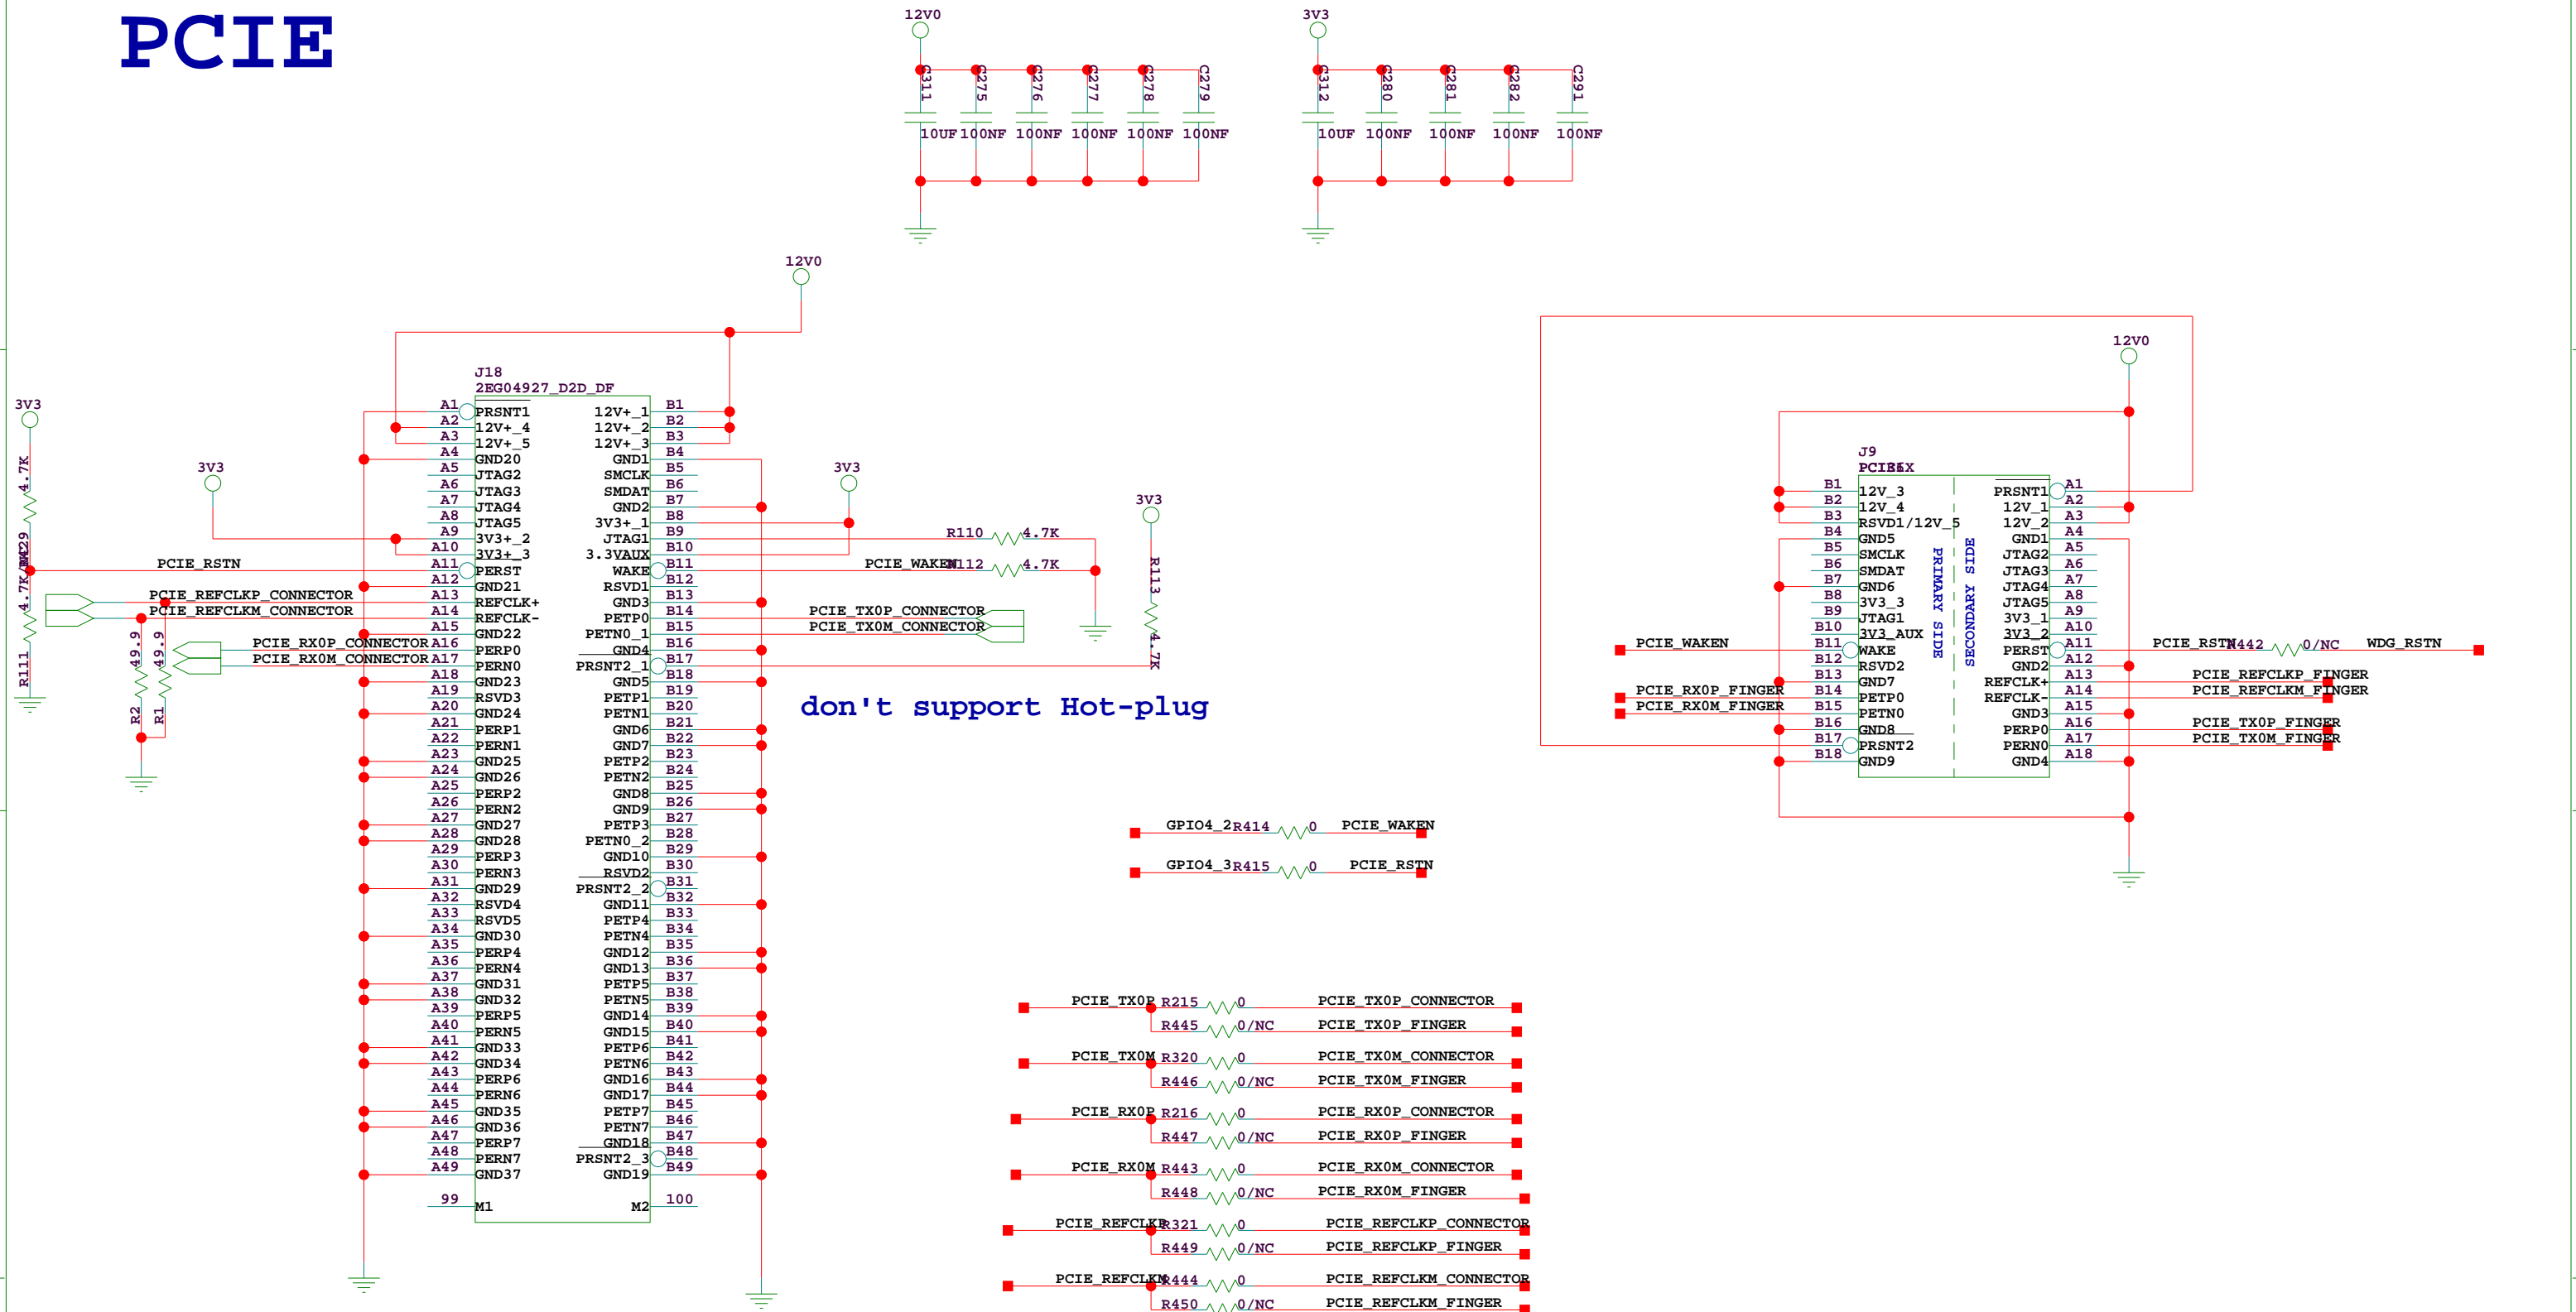 PCIE
12V0
3V3
C311
C275
C276
C277
C278
C279
10UF 100NF 100NF 100NF 100NF 100NF
C312
C280
C281
C282
C291
10UF 100NF 100NF 100NF 100NF
12V0
J18
2EG04927_D2D_DF
A1 PRSNT1 12V+_1 B1
A2 12V+_4 12V+_2 B2
A3 12V+_5 12V+_3 B3
A4 GND20 GND1 B4
A5 JTAG2 SMCLK B5
A6 JTAG3 SMDAT B6
A7 JTAG4 GND2 B7
A8 JTAG5 3V3+_1 B8
A9 3V3+_2 JTAG1 B9
A10 3V3+_3 3.3VAUX B10
A11 PERST WAKE B11
A12 GND21 RSVD1 B12
A13 REFCLK+ GND3 B13
A14 REFCLK- PETP0 B14
A15 GND22 PETN0_1 B15
A16 PERP0 GND4 B16
A17 PERN0 PRSNT2_1 B17
A18 GND23 GND5 B18
A19 RSVD3 PETP1 B19
A20 GND24 PETN1 B20
A21 PERP1 GND6 B21
A22 PERN1 GND7 B22
A23 GND25 PETP2 B23
A24 GND26 PETN2 B24
A25 PERP2 GND8 B25
A26 PERN2 GND9 B26
A27 GND27 PETP3 B27
A28 GND28 PETN0_2 B28
A29 PERP3 GND10 B29
A30 PERN3 RSVD2 B30
A31 GND29 PRSNT2_2 B31
A32 RSVD4 GND11 B32
A33 RSVD5 PETP4 B33
A34 GND30 PETN4 B34
A35 PERP4 GND12 B35
A36 PERN4 GND13 B36
A37 GND31 PETP5 B37
A38 GND32 PETN5 B38
A39 PERP5 GND14 B39
A40 PERN5 GND15 B40
A41 GND33 PETP6 B41
A42 GND34 PETN6 B42
A43 PERP6 GND16 B43
A44 PERN6 GND17 B44
A45 GND35 PETP7 B45
A46 GND36 PETN7 B46
A47 PERP7 GND18 B47
A48 PERN7 PRSNT2_3 B48
A49 GND37 GND19 B49
99 M1 M2 100
3V3
4.7K
R111
3V3
PCIE_RSTN
PCIE_REFCLKP_CONNECTOR
PCIE_REFCLKM_CONNECTOR
PCIE_RX0P_CONNECTOR
PCIE_RX0M_CONNECTOR
49.9
49.9
R2
R1
3V3
3V3
R110 4.7K
PCIE_WAKEN R112 4.7K
R113
4.7K
PCIE_TX0P_CONNECTOR
PCIE_TX0M_CONNECTOR
don't support Hot-plug
12V0
J9
B1 12V_3 PRSNT1 A1
B2 12V_4 12V_1 A2
B3 RSVD1/12V_5 12V_2 A3
B4 GND5 GND1 A4
B5 SMCLK JTAG2 A5
B6 SMDAT JTAG3 A6
B7 GND6 JTAG4 A7
B8 3V3_3 JTAG5 A8
B9 JTAG1 3V3_1 A9
B10 3V3_AUX 3V3_2 A10
B11 WAKE PERST A11
B12 RSVD2 GND2 A12
B13 GND7 REFCLK+ A13
B14 PETP0 REFCLK- A14
B15 PETN0 GND3 A15
B16 GND8 PERP0 A16
B17 PRSNT2 PERN0 A17
B18 GND9 GND4 A18
PRIMARY SIDE
SECONDARY SIDE
PCIE_WAKEN
PCIE_RX0P_FINGER
PCIE_RX0M_FINGER
PCIE_RSTN R442 0/NC WDG_RSTN
PCIE_REFCLKP_FINGER
PCIE_REFCLKM_FINGER
PCIE_TX0P_FINGER
PCIE_TX0M_FINGER
GPIO4_2 R414 0 PCIE_WAKEN
GPIO4_3 R415 0 PCIE_RSTN
PCIE_TX0P R215 0 PCIE_TX0P_CONNECTOR
R445 0/NC PCIE_TX0P_FINGER
PCIE_TX0M R320 0 PCIE_TX0M_CONNECTOR
R446 0/NC PCIE_TX0M_FINGER
PCIE_RX0P R216 0 PCIE_RX0P_CONNECTOR
R447 0/NC PCIE_RX0P_FINGER
PCIE_RX0M R443 0 PCIE_RX0M_CONNECTOR
R448 0/NC PCIE_RX0M_FINGER
PCIE_REFCLKP R321 0 PCIE_REFCLKP_CONNECTOR
R449 0/NC PCIE_REFCLKP_FINGER
PCIE_REFCLKM R444 0 PCIE_REFCLKM_CONNECTOR
R450 0/NC PCIE_REFCLKM_FINGER